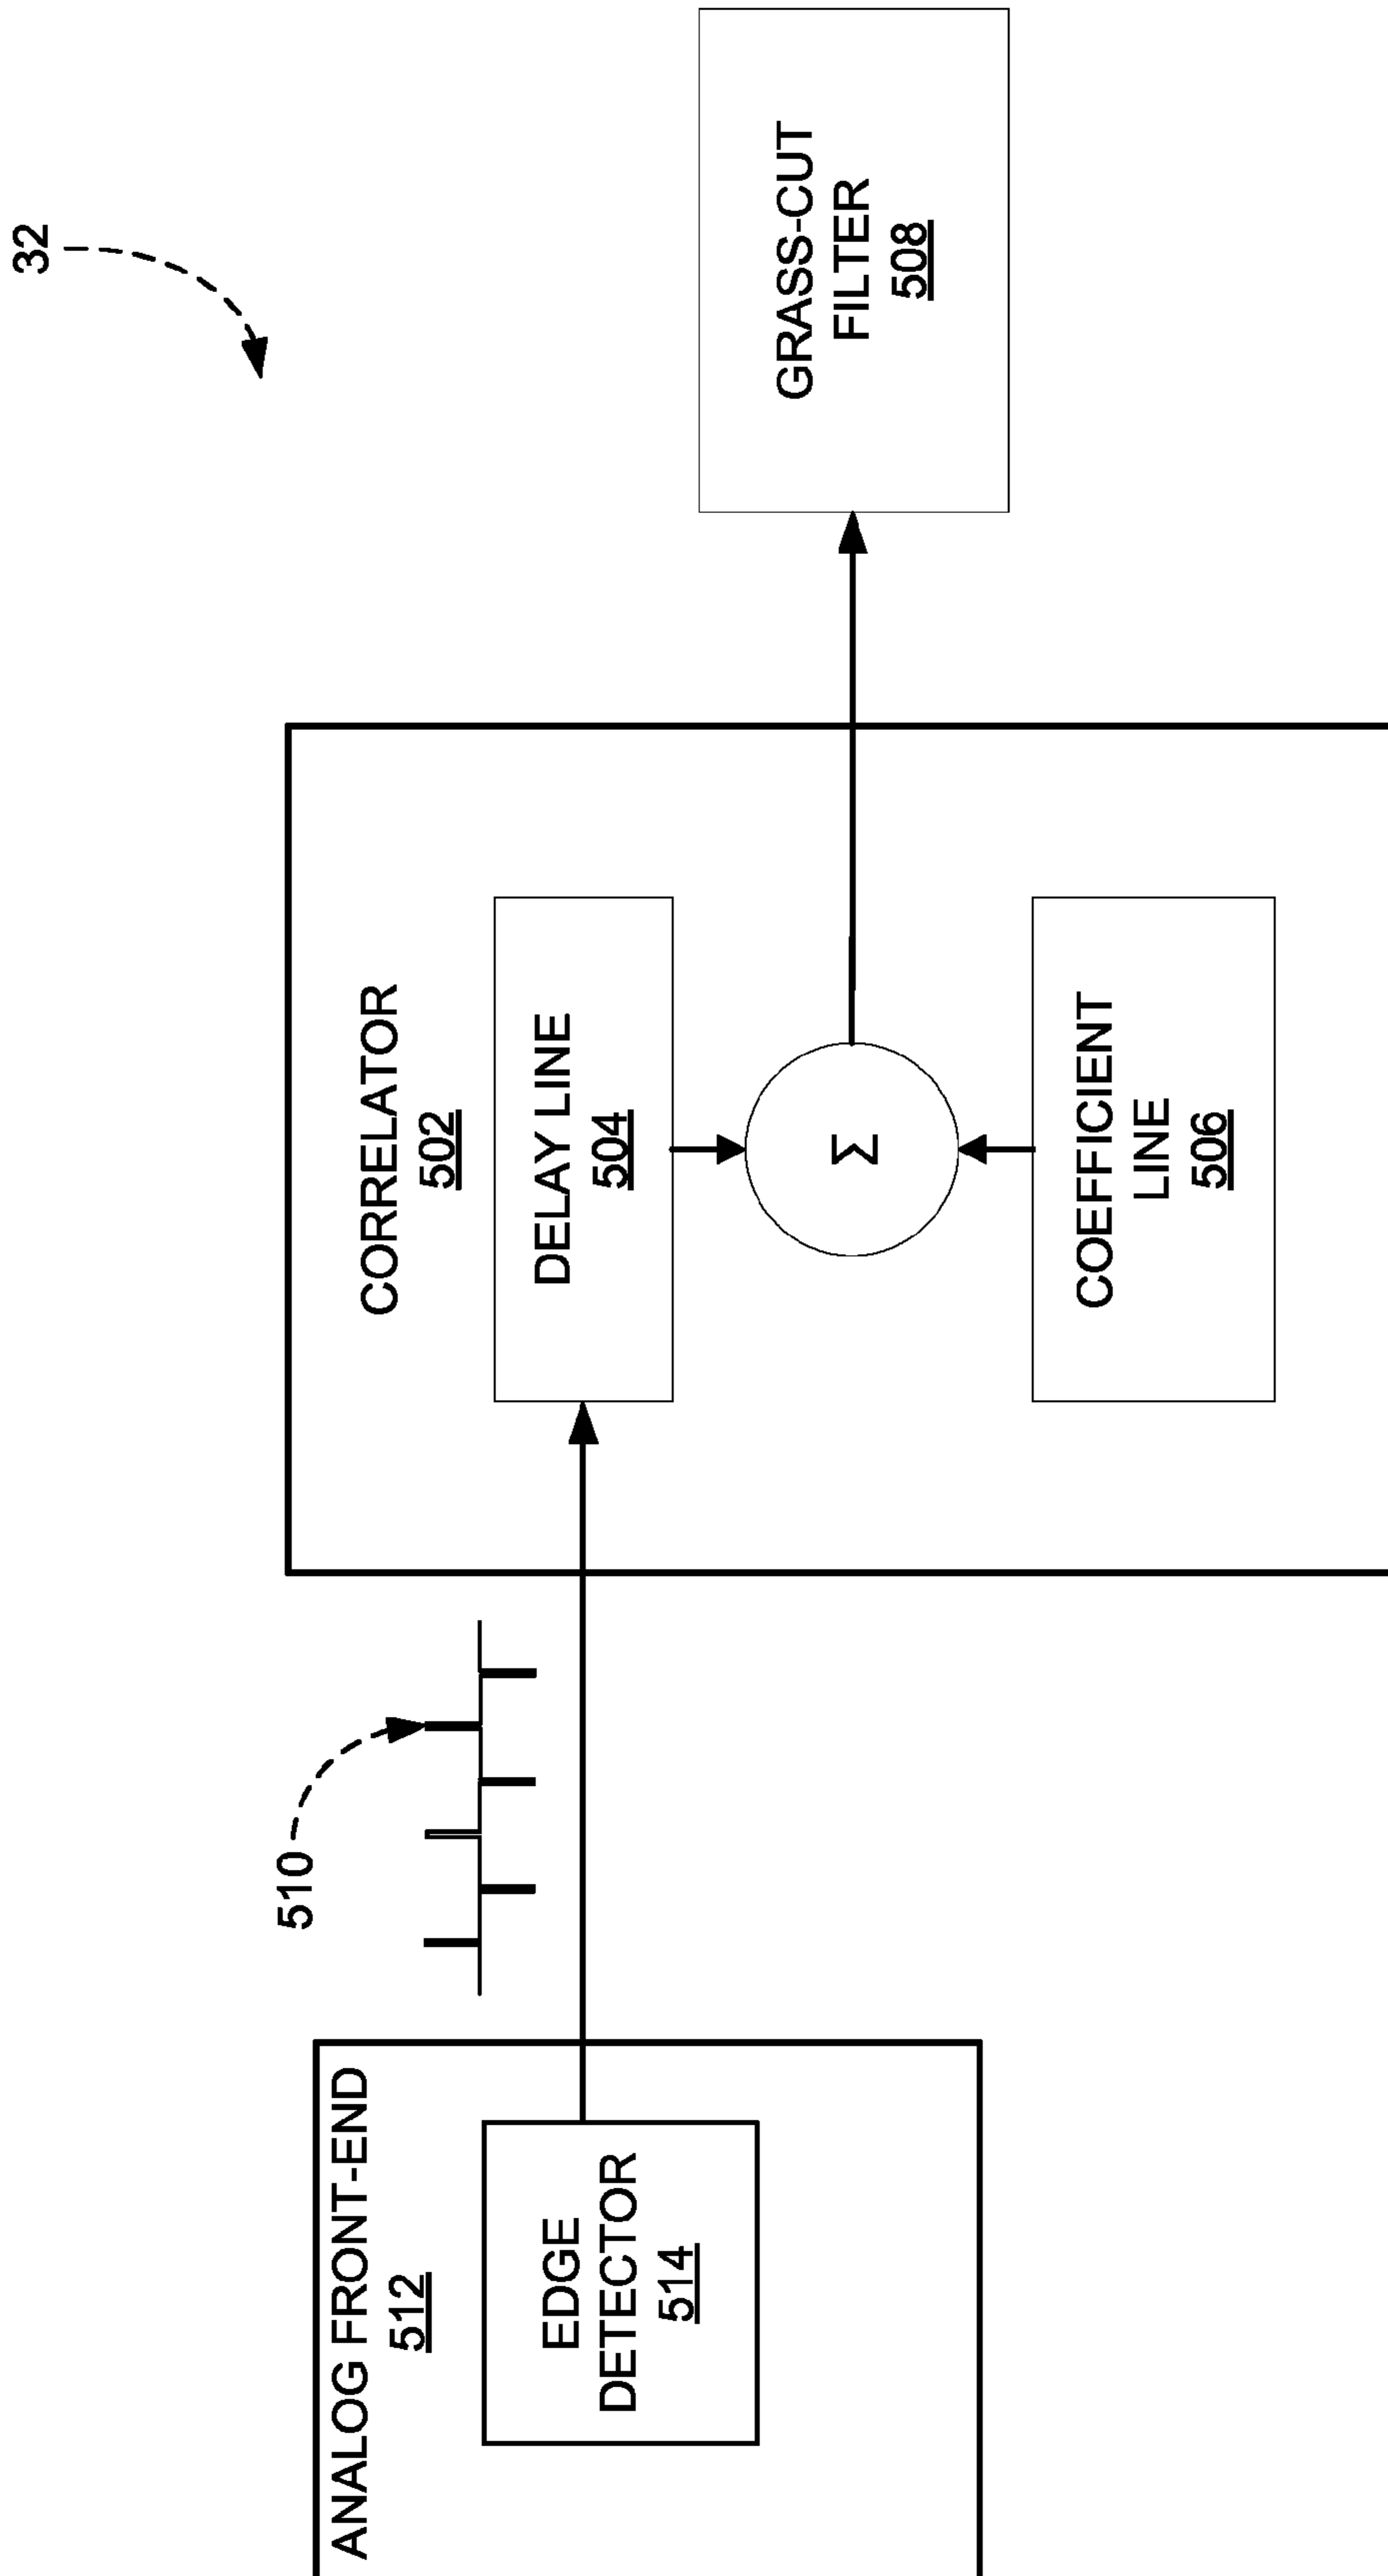 32
ANALOG FRONT-END
512
EDGE
DETECTOR
514
510
CORRELATOR
502
DELAY LINE
504
Σ
COEFFICIENT
LINE
506
GRASS-CUT
FILTER
508